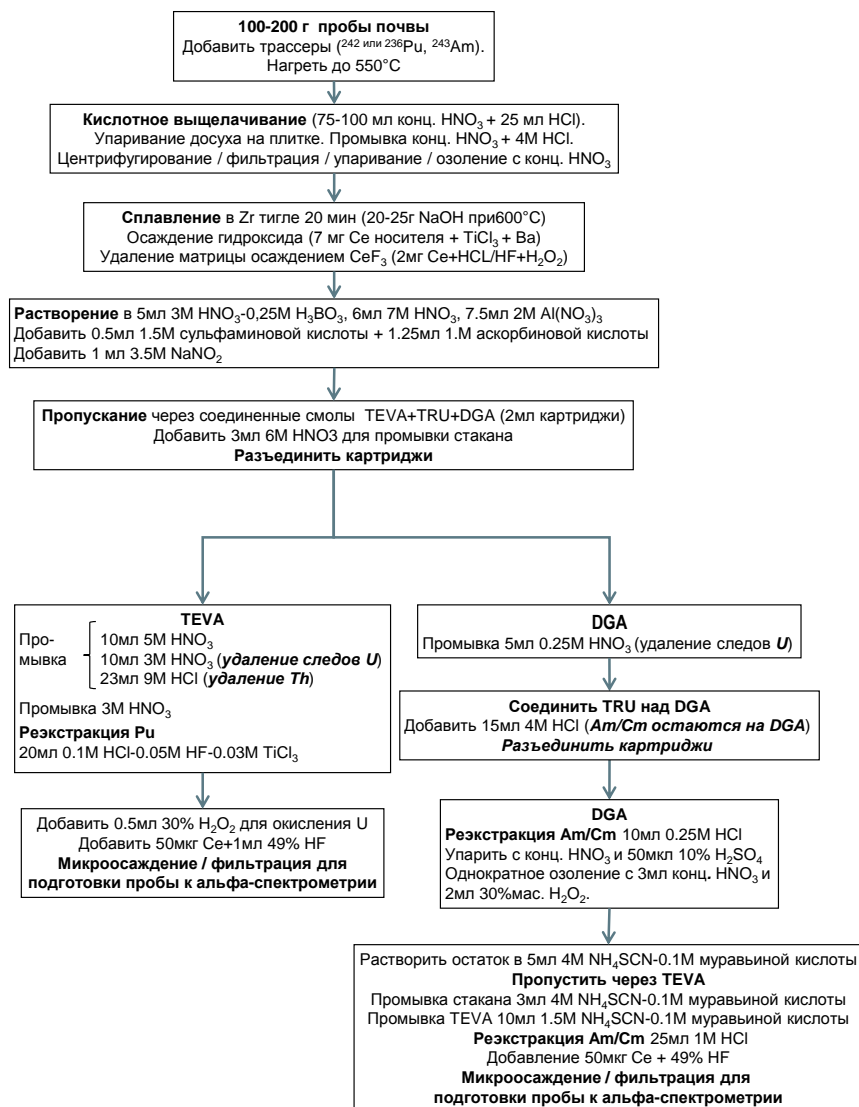 100-200 г пробы почвы
Добавить трассеры (²⁴² или ²³⁶Pu, ²⁴³Am).
Нагреть до 550°C
Кислотное выщелачивание (75-100 мл конц. HNO₃ + 25 мл HCl).
Упаривание досуха на плитке. Промывка конц. HNO₃ + 4M HCl.
Центрифугирование / фильтрация / упаривание / озоление с конц. HNO₃
Сплавление в Zr тигле 20 мин (20-25г NaOH при600°C)
Осаждение гидроксида (7 мг Ce носителя + TiCl₃ + Ba)
Удаление матрицы осаждением CeF₃ (2мг Ce+HCL/HF+H₂O₂)
Растворение в 5мл 3M HNO₃-0,25M H₃BO₃, 6мл 7M HNO₃, 7.5мл 2M Al(NO₃)₃
Добавить 0.5мл 1.5M сульфаминовой кислоты + 1.25мл 1.M аскорбиновой кислоты
Добавить 1 мл 3.5M NaNO₂
Пропускание через соединенные смолы TEVA+TRU+DGA (2мл картриджи)
Добавить 3мл 6M HNO3 для промывки стакана
Разъединить картриджи
TEVA
Про-
мывка
10мл 5M HNO₃
10мл 3M HNO₃ (удаление следов U)
23мл 9M HCl (удаление Th)
Промывка 3M HNO₃
Реэкстракция Pu
20мл 0.1M HCl-0.05M HF-0.03M TiCl₃
Добавить 0.5мл 30% H₂O₂ для окисления U
Добавить 50мкг Ce+1мл 49% HF
Микроосаждение / фильтрация для
подготовки пробы к альфа-спектрометрии
DGA
Промывка 5мл 0.25M HNO₃ (удаление следов U)
Соединить TRU над DGA
Добавить 15мл 4M HCl (Am/Cm остаются на DGA)
Разъединить картриджи
DGA
Реэкстракция Am/Cm 10мл 0.25M HCl
Упарить с конц. HNO₃ и 50мкл 10% H₂SO₄
Однократное озоление с 3мл конц. HNO₃ и
2мл 30%мас. H₂O₂.
Растворить остаток в 5мл 4M NH₄SCN-0.1M муравьиной кислоты
Пропустить через TEVA
Промывка стакана 3мл 4M NH₄SCN-0.1M муравьиной кислоты
Промывка TEVA 10мл 1.5M NH₄SCN-0.1M муравьиной кислоты
Реэкстракция Am/Cm 25мл 1M HCl
Добавление 50мкг Ce + 49% HF
Микроосаждение / фильтрация для
подготовки пробы к альфа-спектрометрии